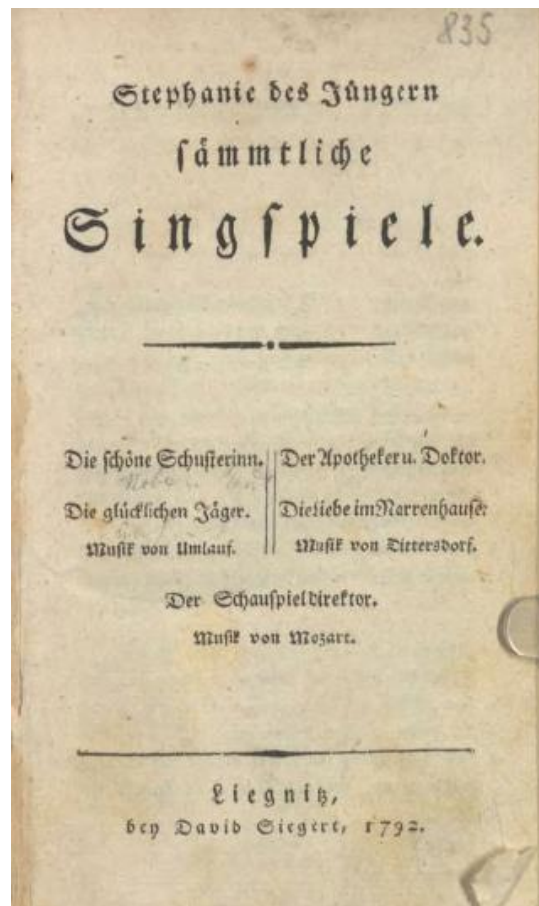 835
Stephanie des Jüngern
sämmtliche
Singspiele.
Die schöne Schusterinn.
Die glücklichen Jäger.
Musik von Umlauf.
Der Apotheker u. Doktor.
Die Liebe im Narrenhause.
Musik von Dittersdorf.
Der Schauspieldirektor.
Musik von Mozart.
Liegnitz,
bey David Siegert, 1792.